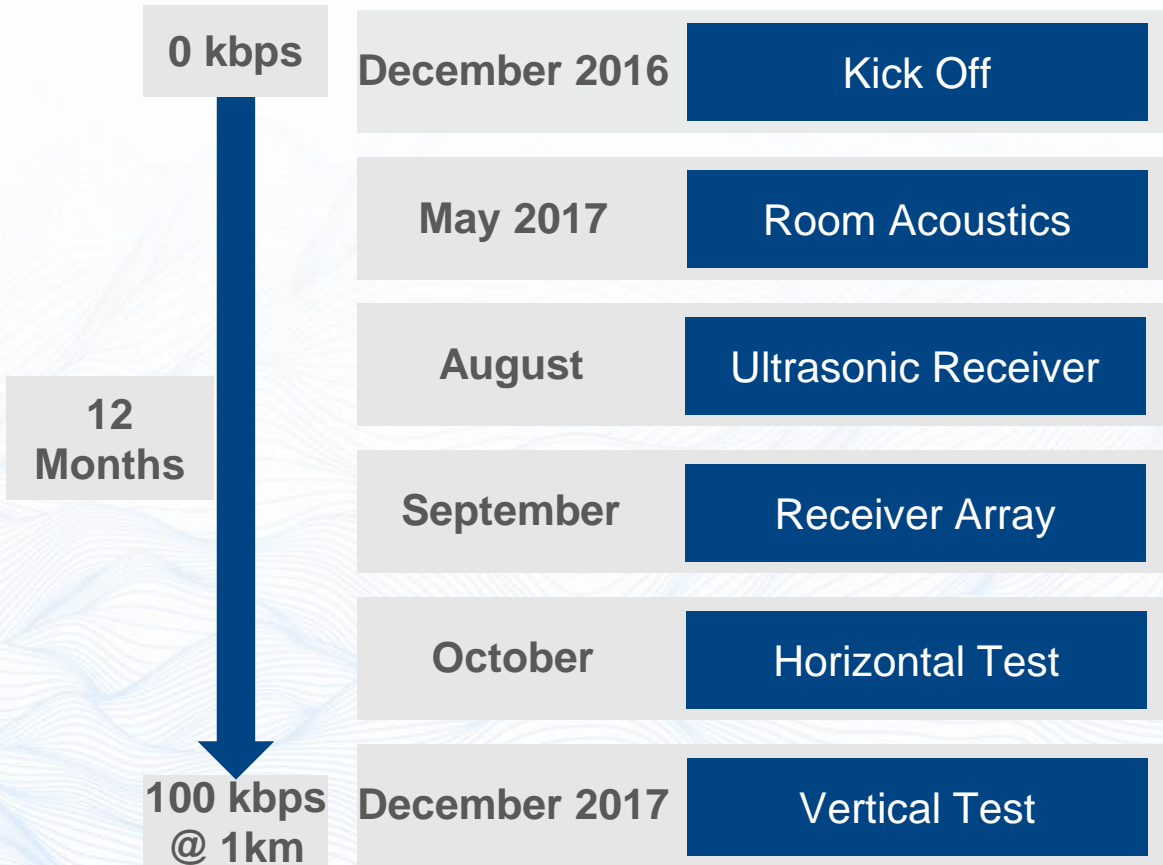 0 kbps
December 2016
Kick Off
May 2017
Room Acoustics
August
Ultrasonic Receiver
12
Months
September
Receiver Array
October
Horizontal Test
100 kbps
@ 1km
December 2017
Vertical Test